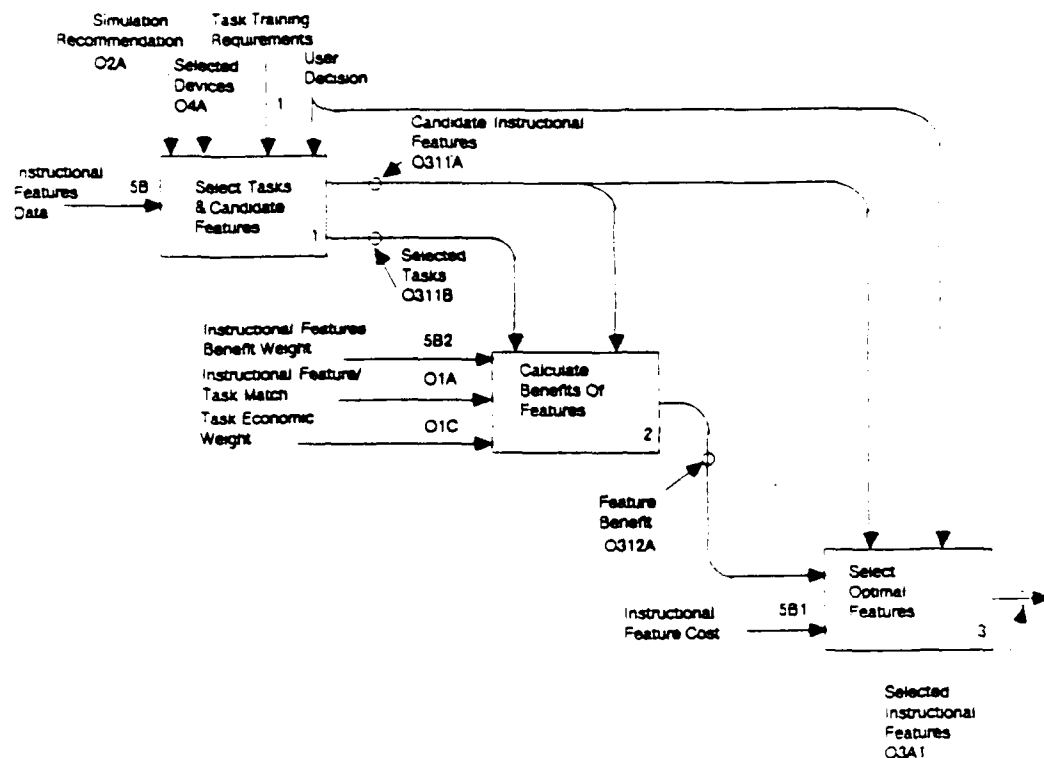 Simulation
Recommendation
O2A
Task Training
Requirements
1
Selected
Devices
O4A
User
Decision
Candidate Instructional
Features
O311A
Instructional
Features
Data
5B
Select Tasks
& Candidate
Features
1
Selected
Tasks
O311B
Instructional Features
Benefit Weight
5B2
Instructional Feature/
Task Match
O1A
Task Economic
Weight
O1C
Calculate
Benefits Of
Features
2
Feature
Benefit
O312A
Select
Optimal
Features
3
Instructional
Feature Cost
5B1
Selected
Instructional
Features
O3A1